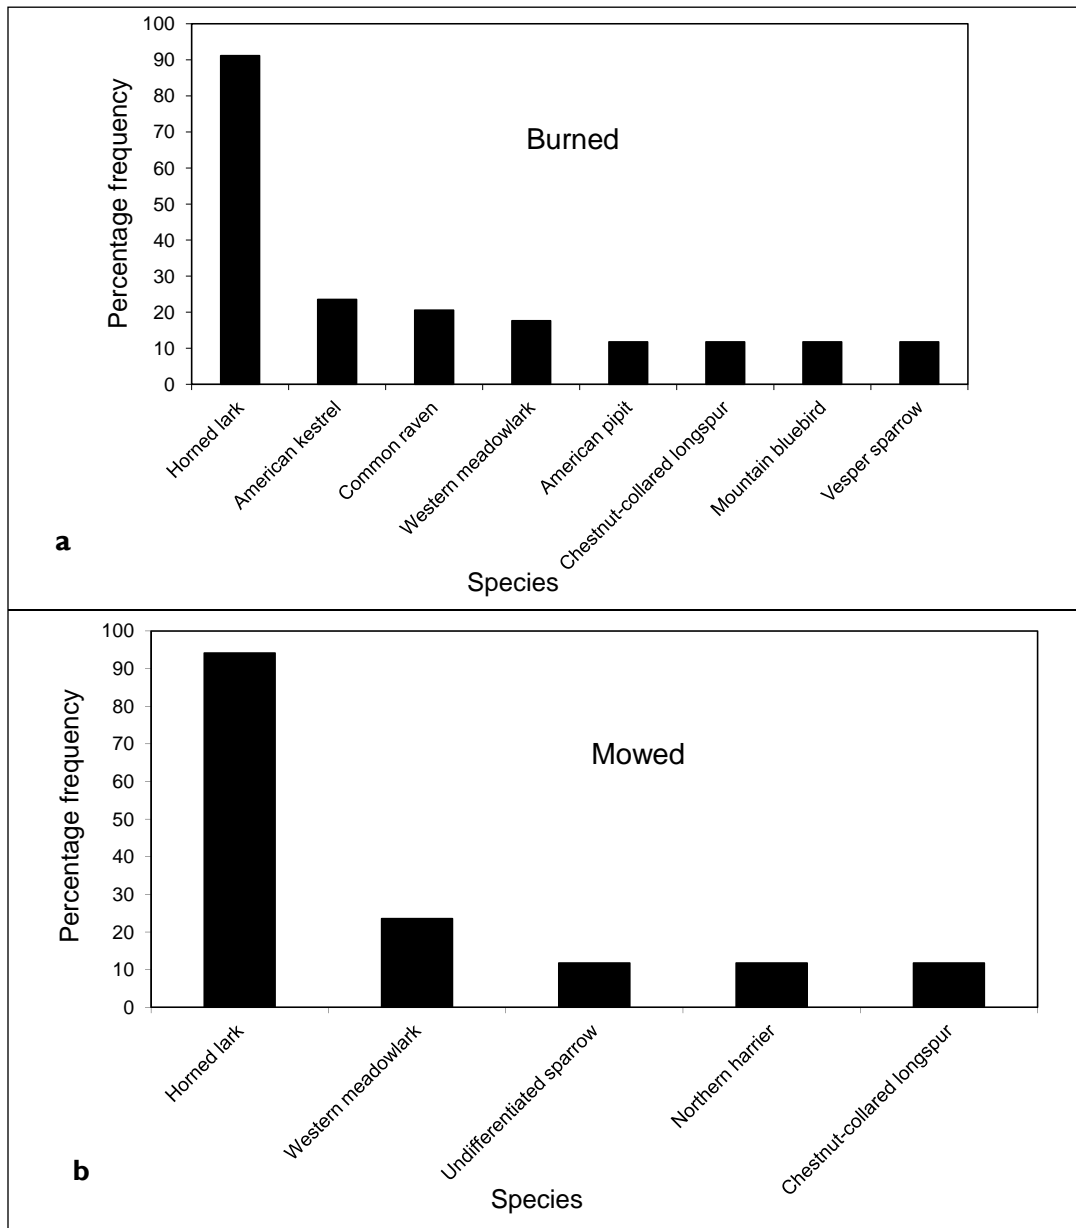 100
90
80
70
60
50
40
30
20
10
0
Percentage frequency
Burned
Horned lark
American kestrel
Common raven
Western meadowlark
American pipit
Chestnut-collared longspur
Mountain bluebird
Vesper sparrow
a
Species
100
90
80
70
60
50
40
30
20
10
0
Percentage frequency
Mowed
Horned lark
Western meadowlark
Undifferentiated sparrow
Northern harrier
Chestnut-collared longspur
b
Species